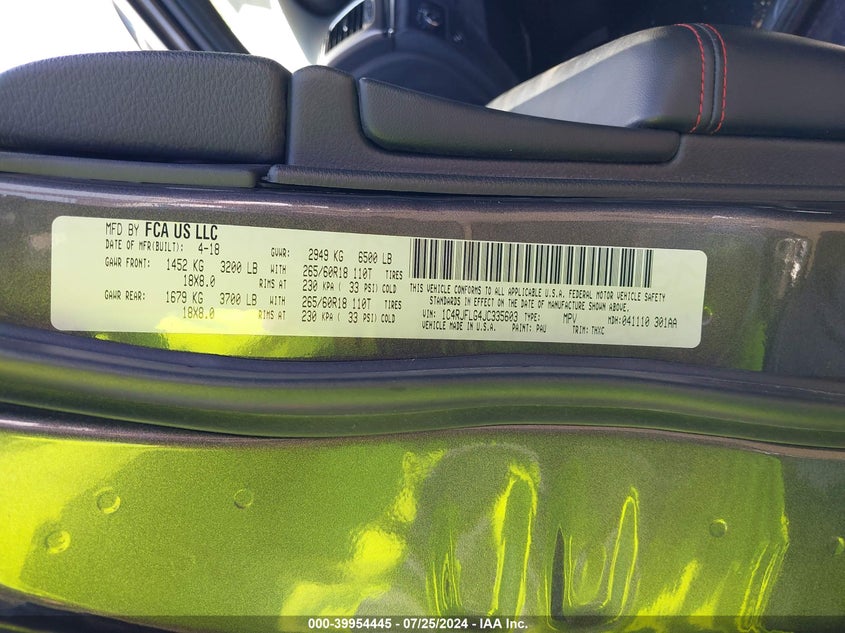 MFD BY FCA US LLC
DATE OF MFR(BUILT): 4-18 GVWR: 2949 KG 6500 LB
GAWR FRONT: 1452 KG 3200 LB WITH 265/60R18 110T TIRES
18X8.0 RIMS AT 230 KPA ( 33 PSI) COLD
GAWR REAR: 1679 KG 3700 LB WITH 265/60R18 110T TIRES
18X8.0 RIMS AT 230 KPA ( 33 PSI) COLD
THIS VEHICLE CONFORMS TO ALL APPLICABLE U.S.A. FEDERAL MOTOR VEHICLE SAFETY
STANDARDS IN EFFECT ON THE DATE OF MANUFACTURE SHOWN ABOVE.
VIN: 1C4RJFLG4JC335603 TYPE: MPV MDH: 041110 301AA
MADE IN U.S.A. PAINT: PAU TRIM: THXC
000-39954445 - 07/25/2024 - IAA Inc.